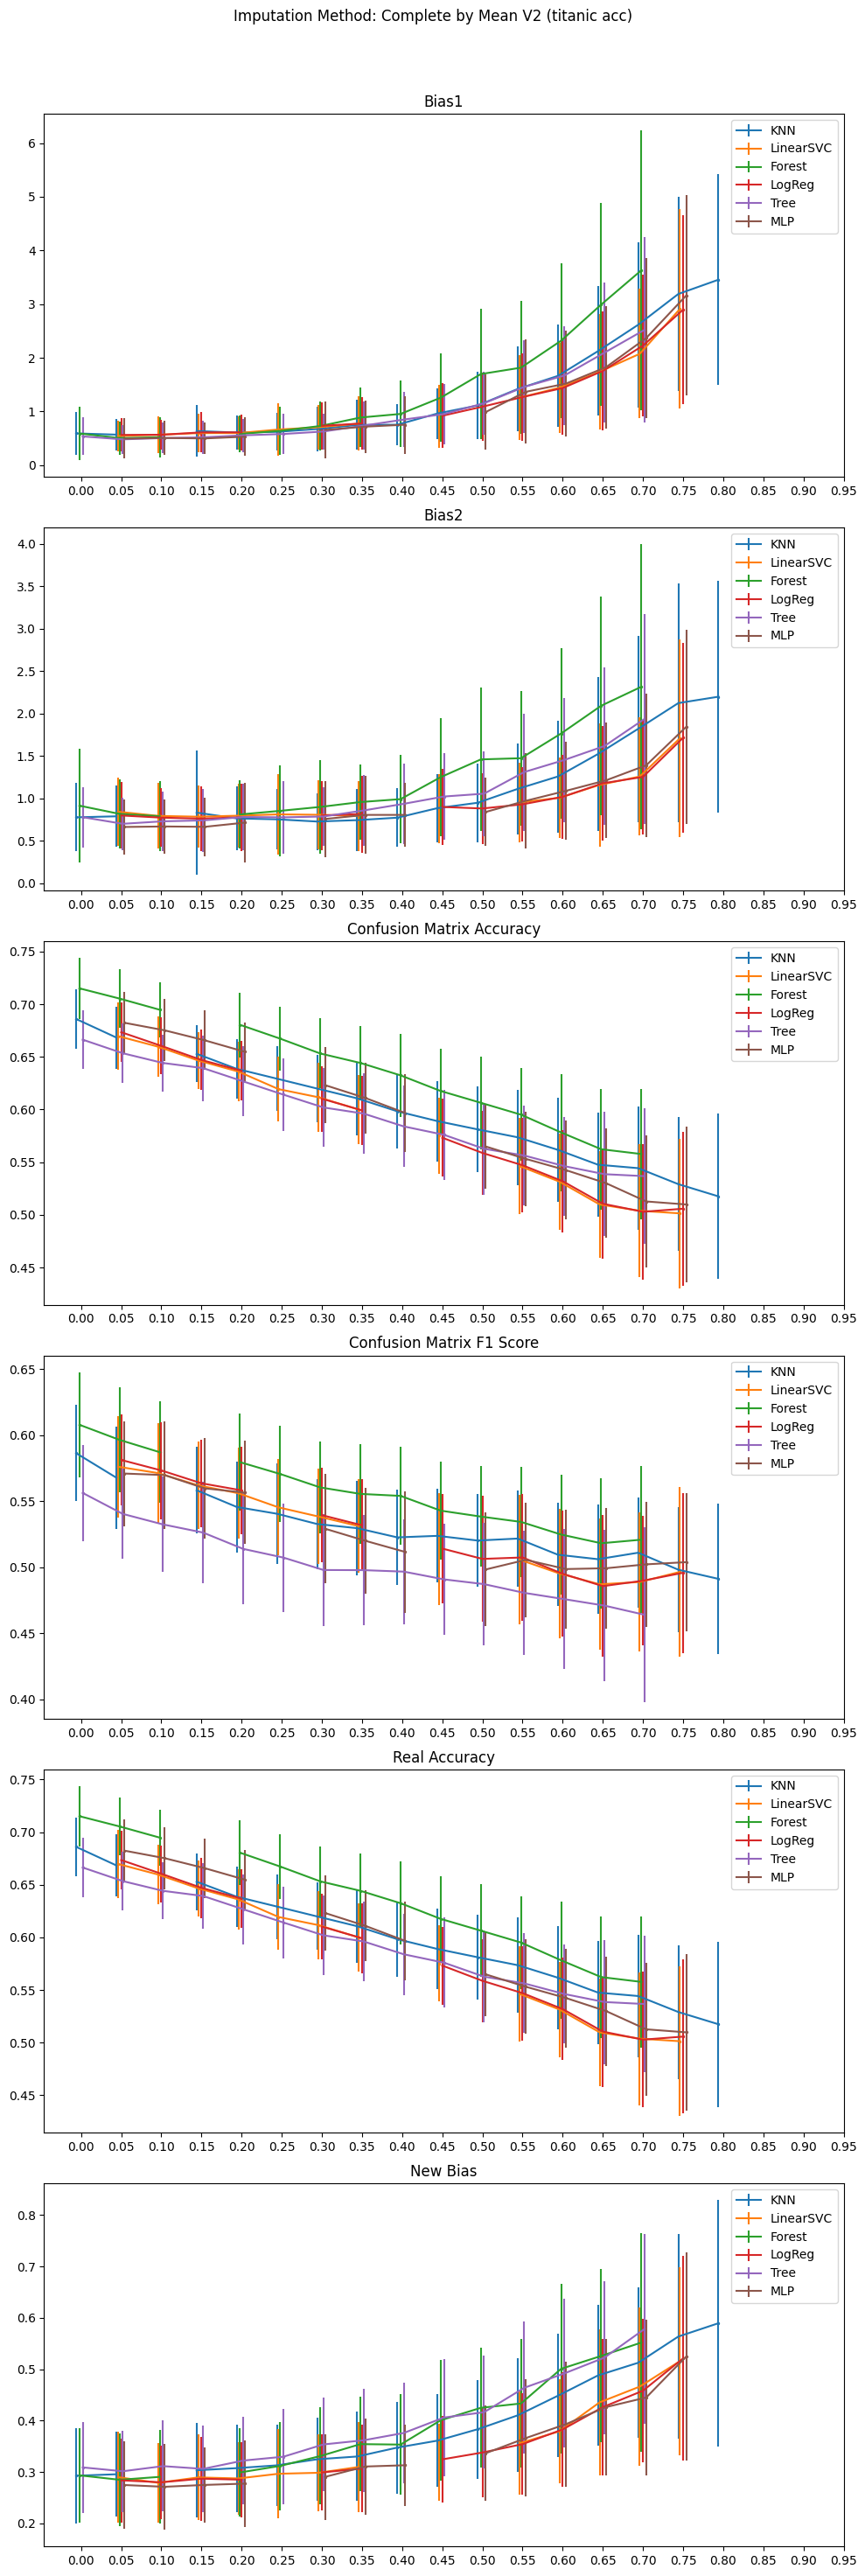 Imputation Method: Complete by Mean V2 (titanic acc)
Bias1
6
5
4
3
2
1
0
KNN
LinearSVC
Forest
LogReg
Tree
MLP
0.00 0.05 0.10 0.15 0.20 0.25 0.30 0.35 0.40 0.45 0.50 0.55 0.60 0.65 0.70 0.75 0.80 0.85 0.90 0.95
Bias2
4.0
3.5
3.0
2.5
2.0
1.5
1.0
0.5
0.0
KNN
LinearSVC
Forest
LogReg
Tree
MLP
0.00 0.05 0.10 0.15 0.20 0.25 0.30 0.35 0.40 0.45 0.50 0.55 0.60 0.65 0.70 0.75 0.80 0.85 0.90 0.95
Confusion Matrix Accuracy
0.75
0.70
0.65
0.60
0.55
0.50
0.45
KNN
LinearSVC
Forest
LogReg
Tree
MLP
0.00 0.05 0.10 0.15 0.20 0.25 0.30 0.35 0.40 0.45 0.50 0.55 0.60 0.65 0.70 0.75 0.80 0.85 0.90 0.95
Confusion Matrix F1 Score
0.65
0.60
0.55
0.50
0.45
0.40
KNN
LinearSVC
Forest
LogReg
Tree
MLP
0.00 0.05 0.10 0.15 0.20 0.25 0.30 0.35 0.40 0.45 0.50 0.55 0.60 0.65 0.70 0.75 0.80 0.85 0.90 0.95
Real Accuracy
0.75
0.70
0.65
0.60
0.55
0.50
0.45
KNN
LinearSVC
Forest
LogReg
Tree
MLP
0.00 0.05 0.10 0.15 0.20 0.25 0.30 0.35 0.40 0.45 0.50 0.55 0.60 0.65 0.70 0.75 0.80 0.85 0.90 0.95
New Bias
0.8
0.7
0.6
0.5
0.4
0.3
0.2
KNN
LinearSVC
Forest
LogReg
Tree
MLP
0.00 0.05 0.10 0.15 0.20 0.25 0.30 0.35 0.40 0.45 0.50 0.55 0.60 0.65 0.70 0.75 0.80 0.85 0.90 0.95